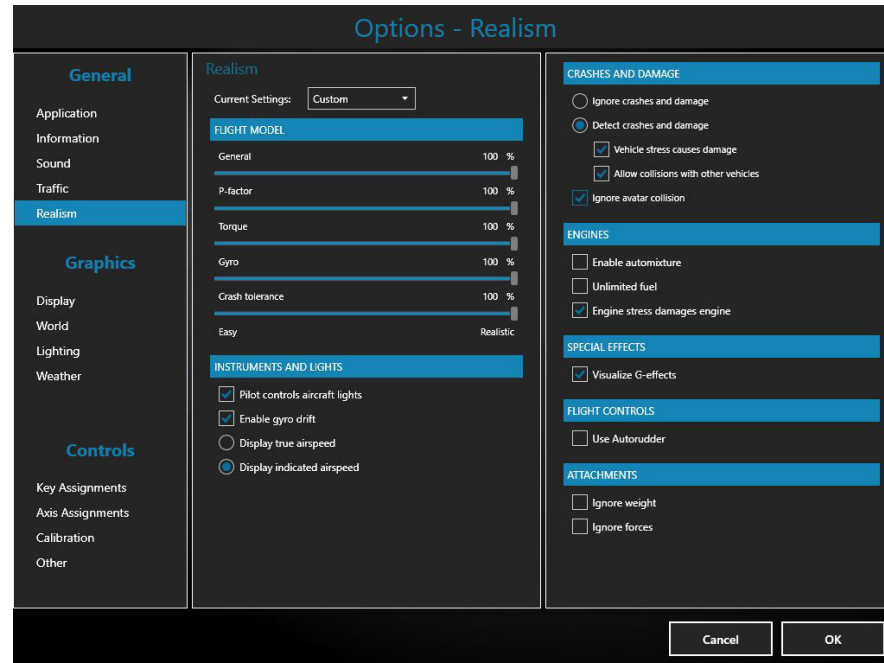 Options - Realism
General
Application
Information
Sound
Traffic
Realism
Graphics
Display
World
Lighting
Weather
Controls
Key Assignments
Axis Assignments
Calibration
Other
Realism
Current Settings: Custom
FLIGHT MODEL
General 100 %
P-factor 100 %
Torque 100 %
Gyro 100 %
Crash tolerance 100 %
Easy Realistic
INSTRUMENTS AND LIGHTS
Pilot controls aircraft lights
Enable gyro drift
Display true airspeed
Display indicated airspeed
CRASHES AND DAMAGE
Ignore crashes and damage
Detect crashes and damage
Vehicle stress causes damage
Allow collisions with other vehicles
Ignore avatar collision
ENGINES
Enable automixture
Unlimited fuel
Engine stress damages engine
SPECIAL EFFECTS
Visualize G-effects
FLIGHT CONTROLS
Use Autorudder
ATTACHMENTS
Ignore weight
Ignore forces
Cancel OK